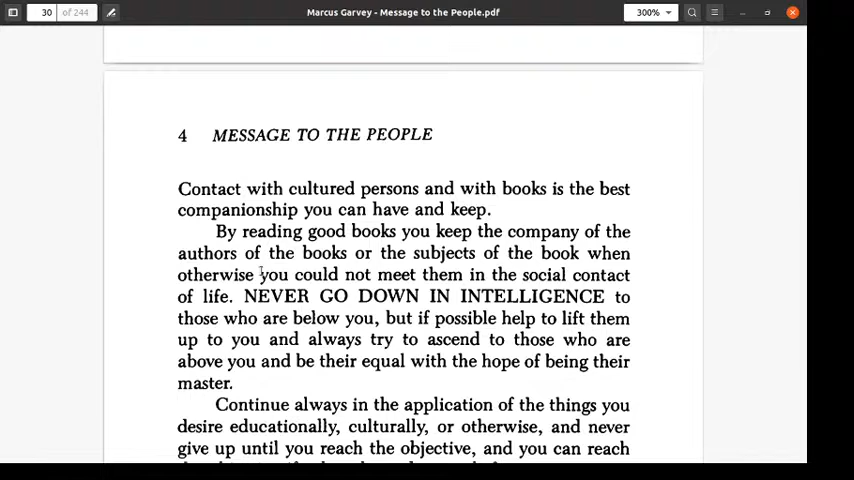 30 of 244
Marcus Garvey - Message to the People.pdf
300%
4 MESSAGE TO THE PEOPLE
Contact with cultured persons and with books is the best
companionship you can have and keep.
By reading good books you keep the company of the
authors of the books or the subjects of the book when
otherwise you could not meet them in the social contact
of life. NEVER GO DOWN IN INTELLIGENCE to
those who are below you, but if possible help to lift them
up to you and always try to ascend to those who are
above you and be their equal with the hope of being their
master.
Continue always in the application of the things you
desire educationally, culturally, or otherwise, and never
give up until you reach the objective, and you can reach